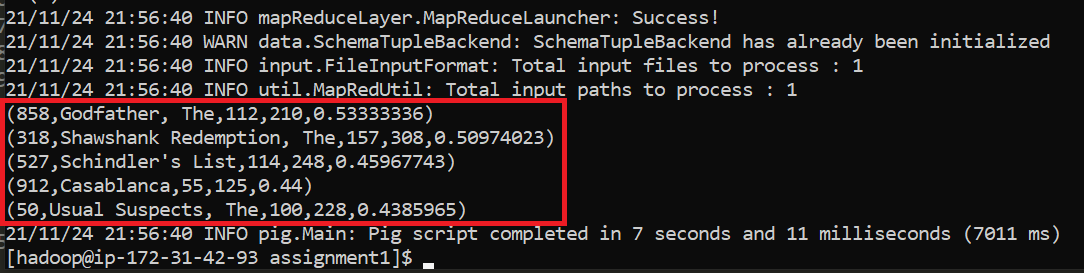 21/11/24 21:56:40 INFO mapReduceLayer.MapReduceLauncher: Success!
21/11/24 21:56:40 WARN data.SchemaTupleBackend: SchemaTupleBackend has already been initialized
21/11/24 21:56:40 INFO input.FileInputFormat: Total input files to process : 1
21/11/24 21:56:40 INFO util.MapRedUtil: Total input paths to process : 1
(858,Godfather, The,112,210,0.53333336)
(318,Shawshank Redemption, The,157,308,0.50974023)
(527,Schindler's List,114,248,0.45967743)
(912,Casablanca,55,125,0.44)
(50,Usual Suspects, The,100,228,0.4385965)
21/11/24 21:56:40 INFO pig.Main: Pig script completed in 7 seconds and 11 milliseconds (7011 ms)
[hadoop@ip-172-31-42-93 assignment1]$